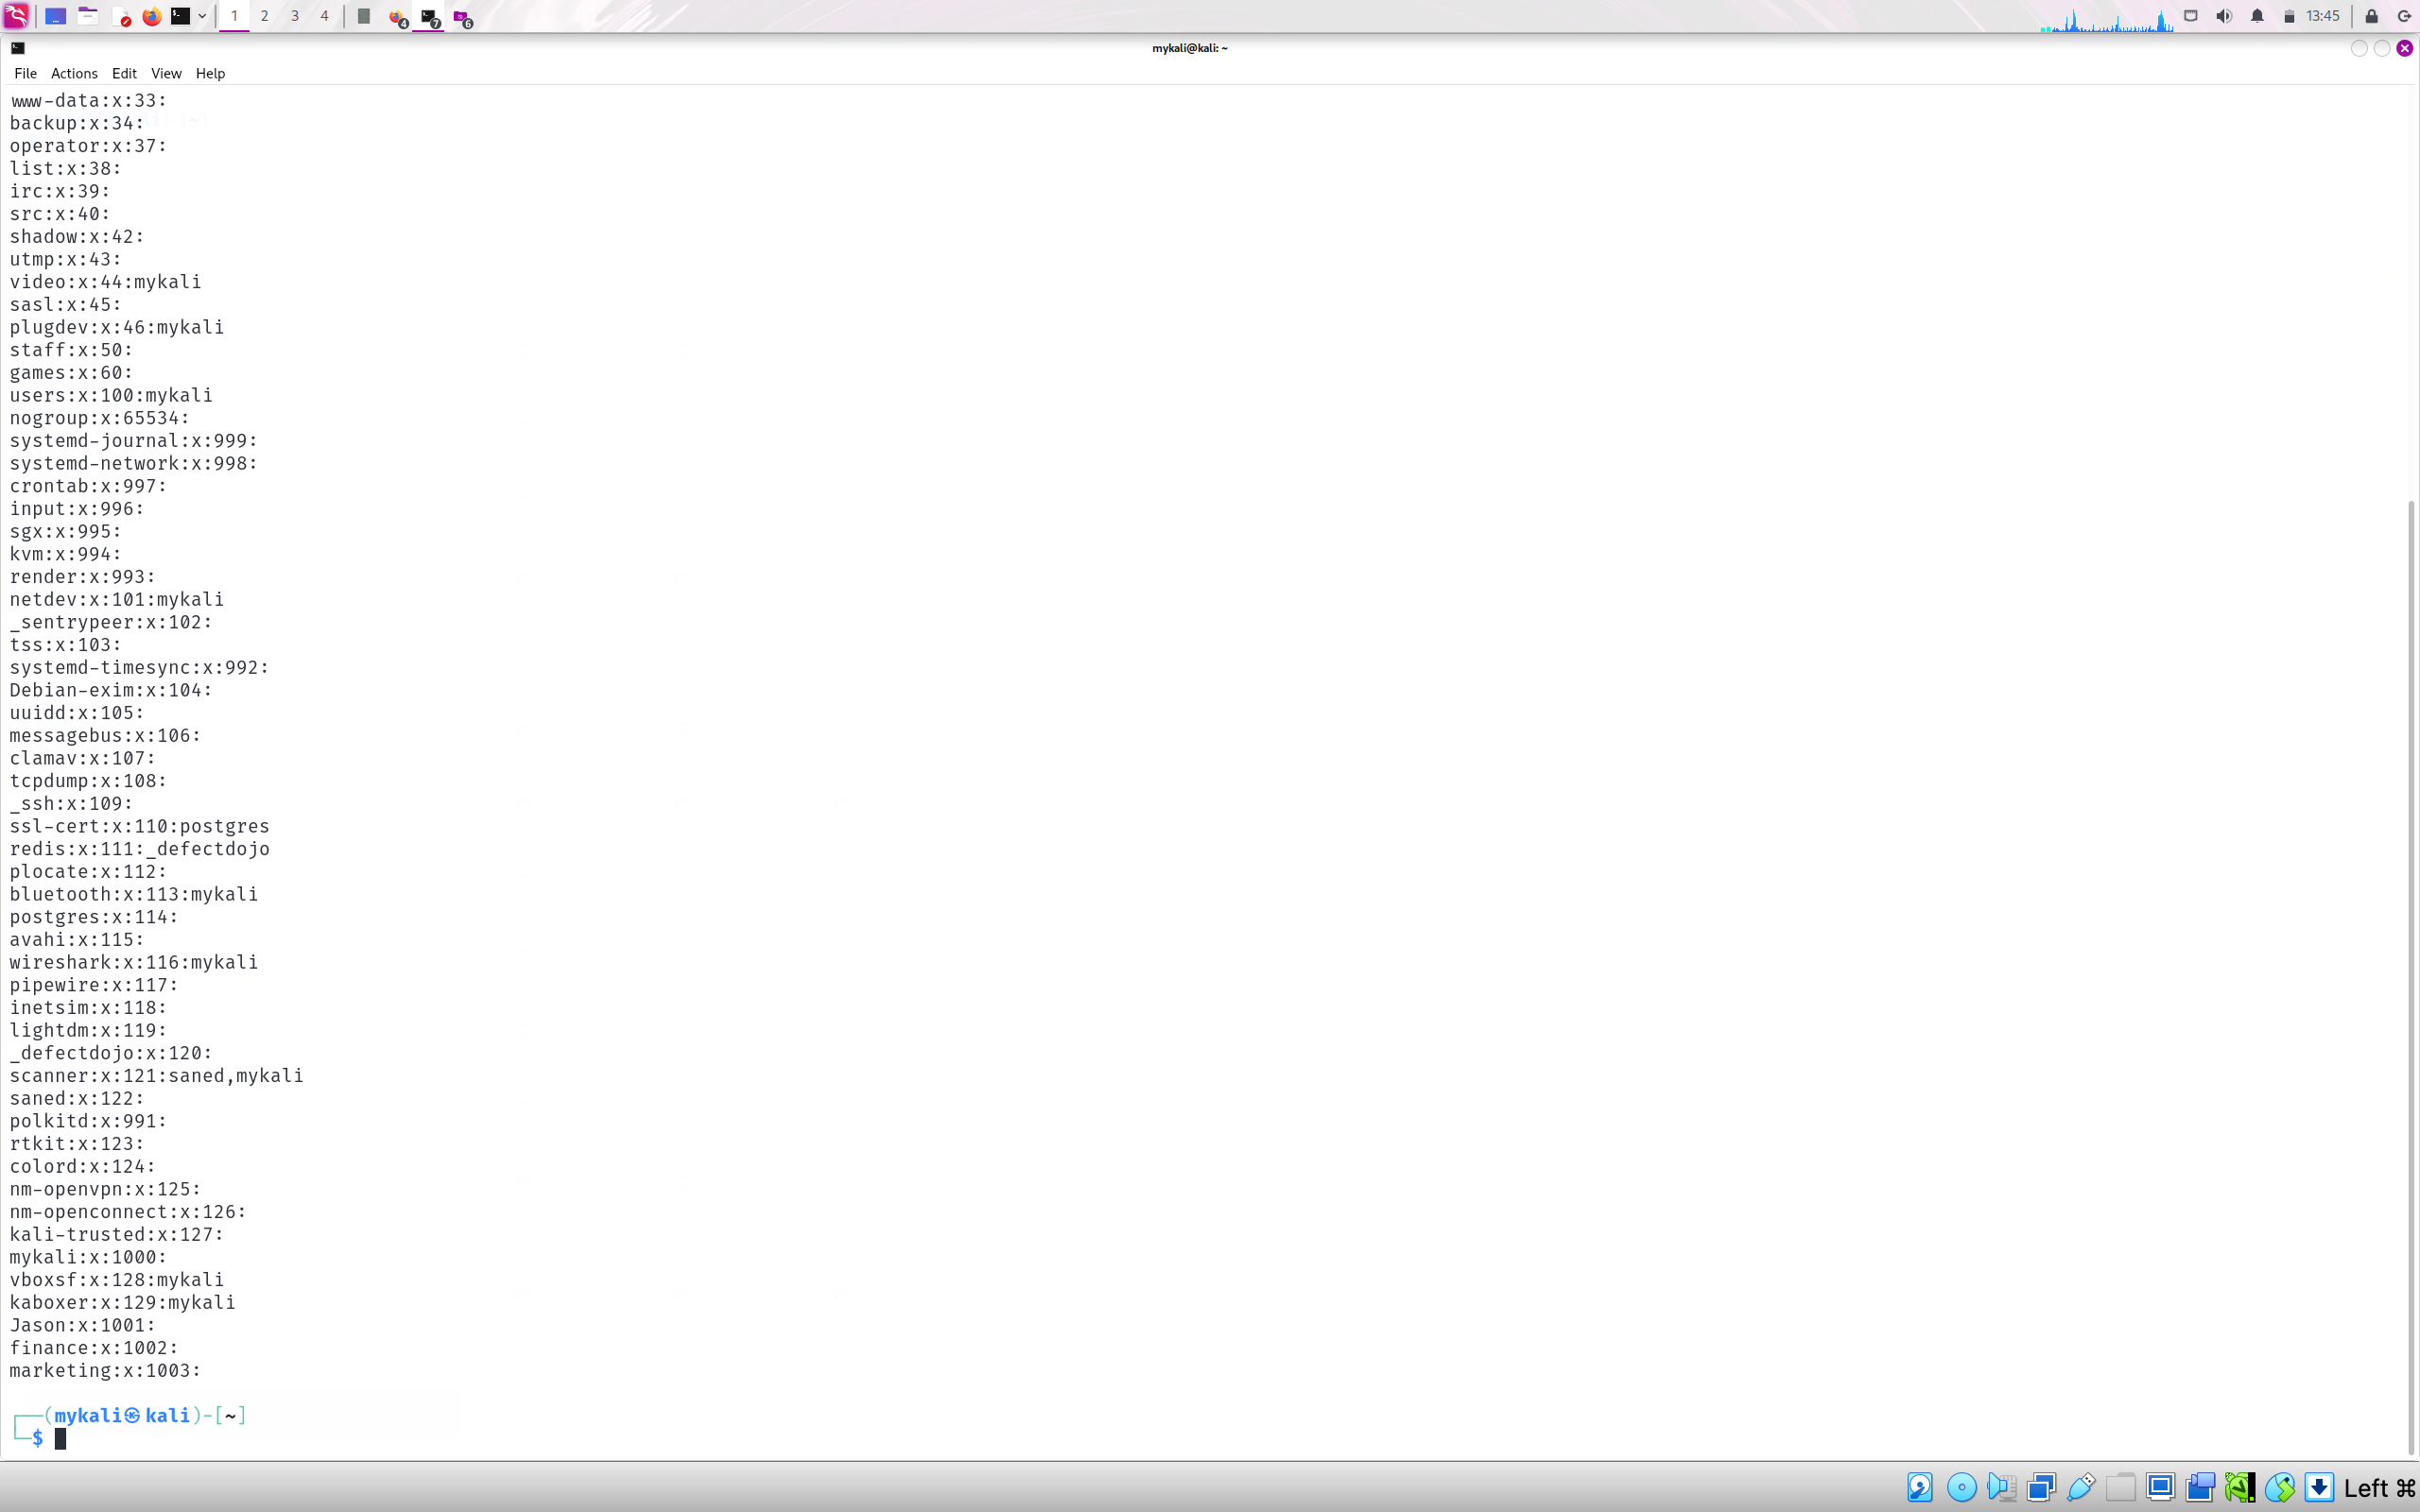 1 2 3 4 4 7 6 13:45
mykali@kali: ~
File Actions Edit View Help
www-data:x:33:
backup:x:34:
operator:x:37:
list:x:38:
irc:x:39:
src:x:40:
shadow:x:42:
utmp:x:43:
video:x:44:mykali
sasl:x:45:
plugdev:x:46:mykali
staff:x:50:
games:x:60:
users:x:100:mykali
nogroup:x:65534:
systemd-journal:x:999:
systemd-network:x:998:
crontab:x:997:
input:x:996:
sgx:x:995:
kvm:x:994:
render:x:993:
netdev:x:101:mykali
_sentrypeer:x:102:
tss:x:103:
systemd-timesync:x:992:
Debian-exim:x:104:
uuidd:x:105:
messagebus:x:106:
clamav:x:107:
tcpdump:x:108:
_ssh:x:109:
ssl-cert:x:110:postgres
redis:x:111:_defectdojo
plocate:x:112:
bluetooth:x:113:mykali
postgres:x:114:
avahi:x:115:
wireshark:x:116:mykali
pipewire:x:117:
inetsim:x:118:
lightdm:x:119:
_defectdojo:x:120:
scanner:x:121:saned,mykali
saned:x:122:
polkitd:x:991:
rtkit:x:123:
colord:x:124:
nm-openvpn:x:125:
nm-openconnect:x:126:
kali-trusted:x:127:
mykali:x:1000:
vboxsf:x:128:mykali
kaboxer:x:129:mykali
Jason:x:1001:
finance:x:1002:
marketing:x:1003:
┌──(mykali㉿kali)-[~]
└─$
Left ⌘